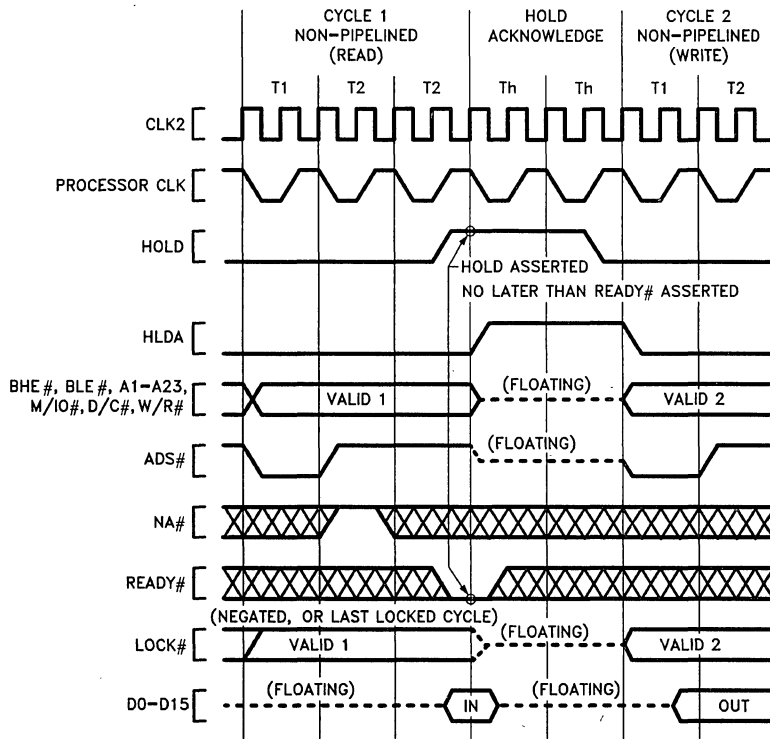 CYCLE 1
NON-PIPELINED
(READ)
HOLD
ACKNOWLEDGE
CYCLE 2
NON-PIPELINED
(WRITE)
T1
T2
T2
Th
Th
T1
T2
CLK2
PROCESSOR CLK
HOLD
HOLD ASSERTED
NO LATER THAN READY# ASSERTED
HLDA
BHE#, BLE#, A1-A23,
M/IO#, D/C#, W/R#
VALID 1
(FLOATING)
VALID 2
ADS#
(FLOATING)
NA#
READY#
(NEGATED, OR LAST LOCKED CYCLE)
LOCK#
VALID 1
(FLOATING)
VALID 2
D0-D15
(FLOATING)
IN
(FLOATING)
OUT